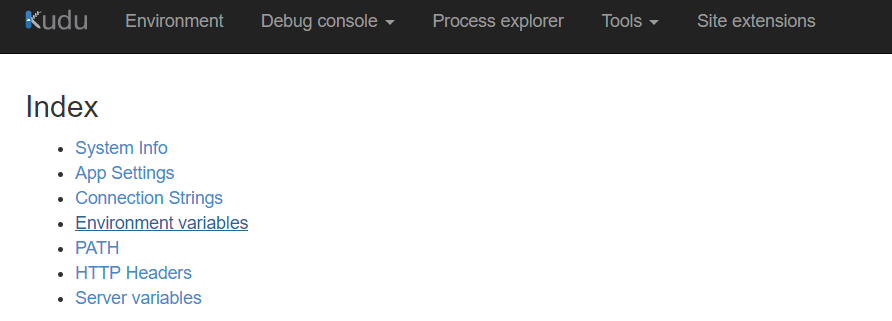 Kudu Environment Debug console Process explorer Tools Site extensions
Index
System Info
App Settings
Connection Strings
Environment variables
PATH
HTTP Headers
Server variables